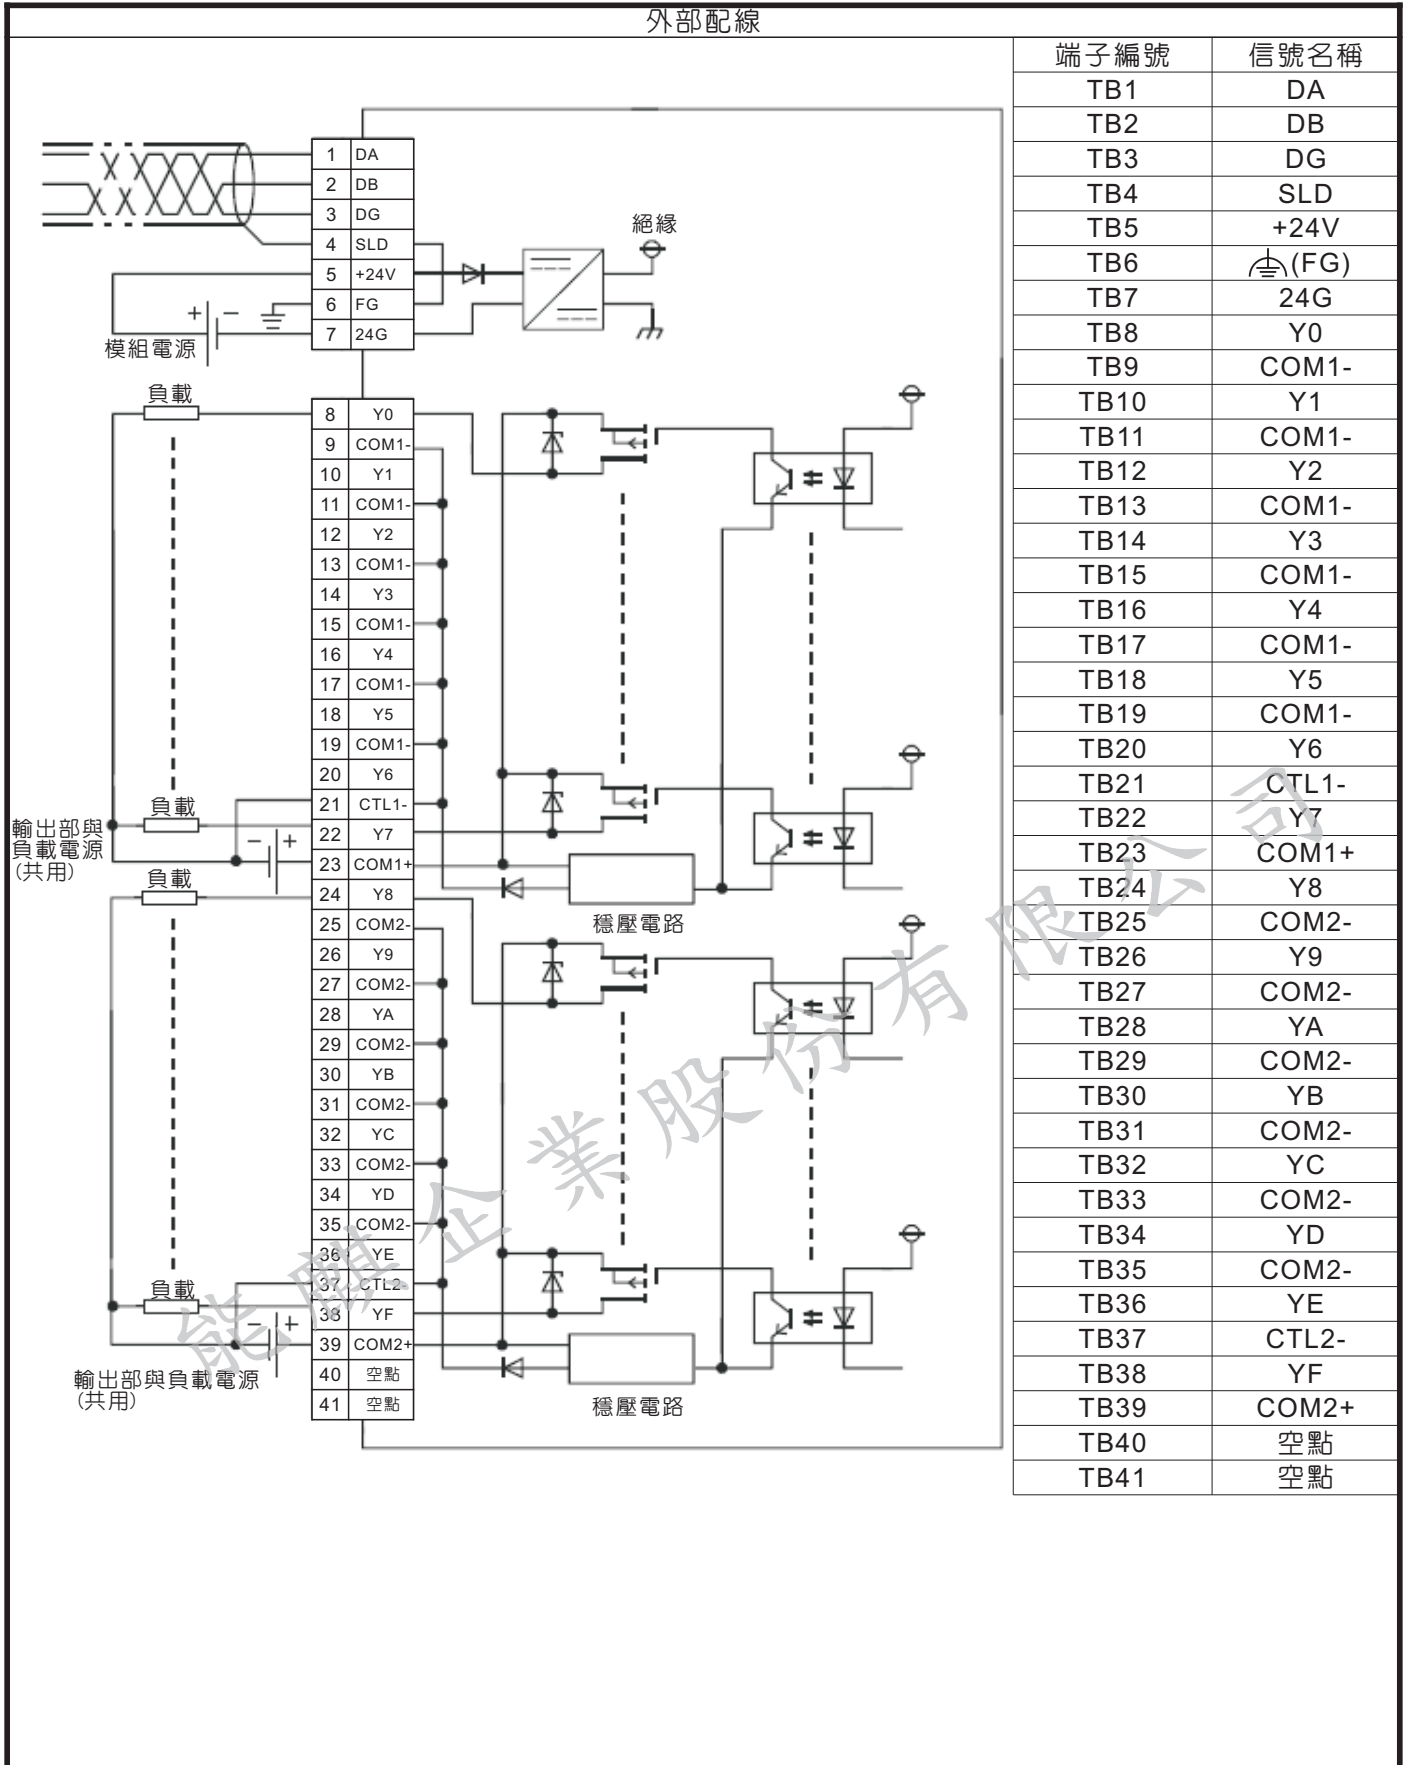 外部配線
端子編號 信號名稱
TB1 DA
TB2 DB
TB3 DG
TB4 SLD
TB5 +24V
TB6 (FG)
TB7 24G
TB8 Y0
TB9 COM1-
TB10 Y1
TB11 COM1-
TB12 Y2
TB13 COM1-
TB14 Y3
TB15 COM1-
TB16 Y4
TB17 COM1-
TB18 Y5
TB19 COM1-
TB20 Y6
TB21 CTL1-
TB22 Y7
TB23 COM1+
TB24 Y8
TB25 COM2-
TB26 Y9
TB27 COM2-
TB28 YA
TB29 COM2-
TB30 YB
TB31 COM2-
TB32 YC
TB33 COM2-
TB34 YD
TB35 COM2-
TB36 YE
TB37 CTL2-
TB38 YF
TB39 COM2+
TB40 空點
TB41 空點
1 DA
2 DB
3 DG
4 SLD
5 +24V
6 FG
7 24G
絕緣
+ −
模組電源
負載
8 Y0
9 COM1-
10 Y1
11 COM1-
12 Y2
13 COM1-
14 Y3
15 COM1-
16 Y4
17 COM1-
18 Y5
19 COM1-
20 Y6
21 CTL1-
22 Y7
23 COM1+
24 Y8
25 COM2-
26 Y9
27 COM2-
28 YA
29 COM2-
30 YB
31 COM2-
32 YC
33 COM2-
34 YD
35 COM2-
36 YE
37 CTL2-
38 YF
39 COM2+
40 空點
41 空點
負載
輸出部與
負載電源
(共用)
− +
負載
穩壓電路
負載
− +
輸出部與負載電源
(共用)
穩壓電路
能麒企業股份有限公司